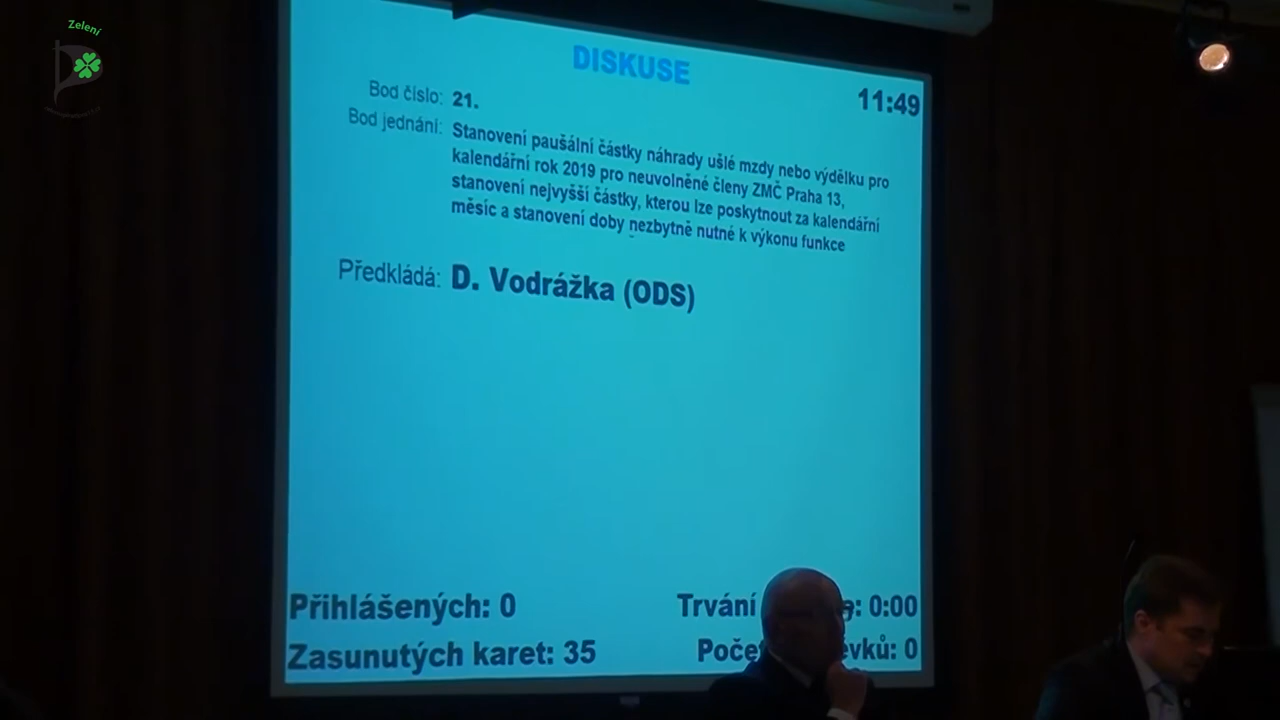 Zelení
DISKUSE
11:49
Bod číslo: 21.
Bod jednání: Stanovení paušální částky náhrady ušlé mzdy nebo výdělku pro
kalendářní rok 2019 pro neuvolněné členy ZMČ Praha 13,
stanovení nejvyšší částky, kterou lze poskytnout za kalendářní
měsíc a stanovení doby nezbytně nutné k výkonu funkce
Předkládá: D. Vodrážka (ODS)
Přihlášených: 0
Trvání : 0:00
Zasunutých karet: 35
: 0